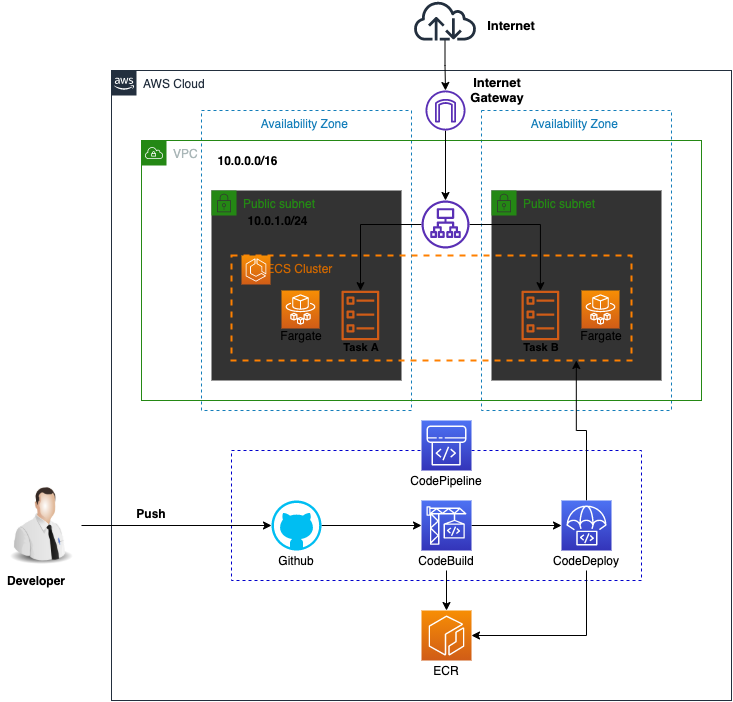 Internet
aws
AWS Cloud
Internet
Gateway
Availability Zone
Availability Zone
VPC
10.0.0.0/16
Public subnet
10.0.1.0/24
Public subnet
ECS Cluster
Fargate
Task A
Task B
Fargate
CodePipeline
Push
Github
CodeBuild
CodeDeploy
Developer
ECR